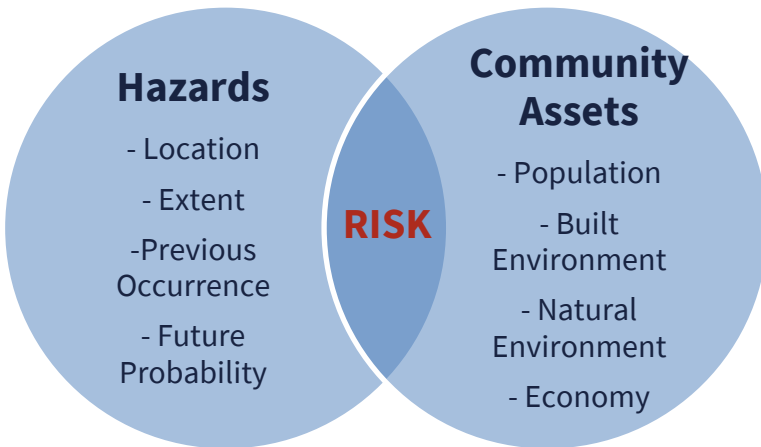 Hazards
- Location
- Extent
-Previous
Occurrence
- Future
Probability
RISK
Community
Assets
- Population
- Built
Environment
- Natural
Environment
- Economy